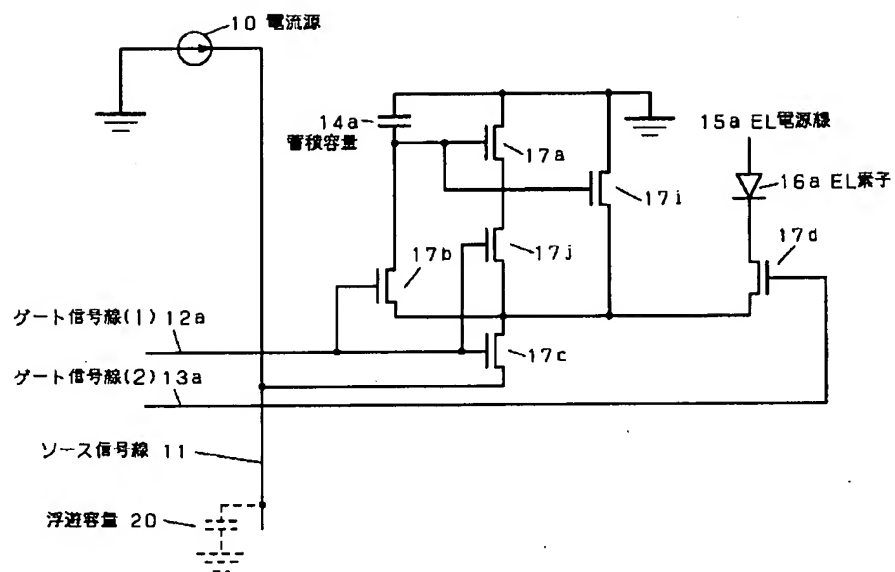 10 電流源
14a
蓄積容量
17a
15a EL電源線
16a EL素子
17i
17d
17b
17j
ゲート信号線(1) 12a
17c
ゲート信号線(2) 13a
ソース信号線 11
浮遊容量 20